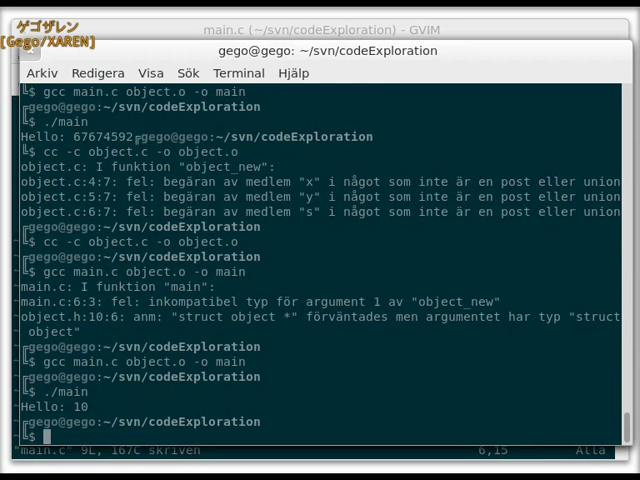 ゲゴザレン
[Gego/XAREN]
main.c (~/svn/codeExploration) - GVIM
gego@gego: ~/svn/codeExploration
Arkiv Redigera Visa Sök Terminal Hjälp
└$ gcc main.c object.o -o main
┌gego@gego:~/svn/codeExploration
└$ ./main
Hello: 67674592┌gego@gego:~/svn/codeExploration
└$ cc -c object.c -o object.o
object.c: I funktion "object_new":
object.c:4:7: fel: begäran av medlem "x" i något som inte är en post eller union
object.c:5:7: fel: begäran av medlem "y" i något som inte är en post eller union
object.c:6:7: fel: begäran av medlem "s" i något som inte är en post eller union
┌gego@gego:~/svn/codeExploration
└$ cc -c object.c -o object.o
┌gego@gego:~/svn/codeExploration
└$ gcc main.c object.o -o main
main.c: I funktion "main":
main.c:6:3: fel: inkompatibel typ för argument 1 av "object_new"
object.h:10:6: anm: "struct object *" förväntades men argumentet har typ "struct
object"
┌gego@gego:~/svn/codeExploration
└$ gcc main.c object.o -o main
┌gego@gego:~/svn/codeExploration
└$ ./main
Hello: 10
┌gego@gego:~/svn/codeExploration
└$
"main.c" 9L, 167C skriven 6,15 Alla